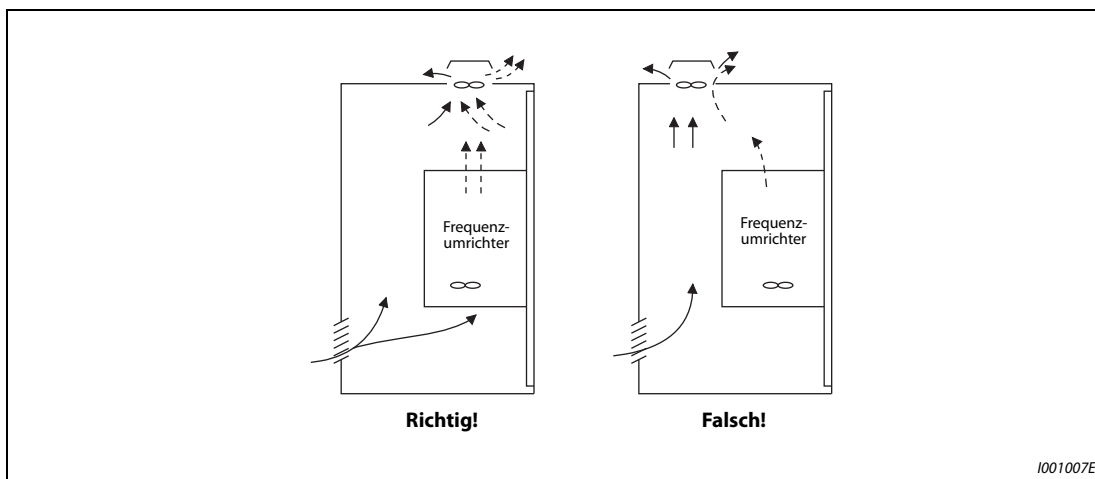 Frequenz-
umrichter
Frequenz-
umrichter
Richtig!
Falsch!
I001007E